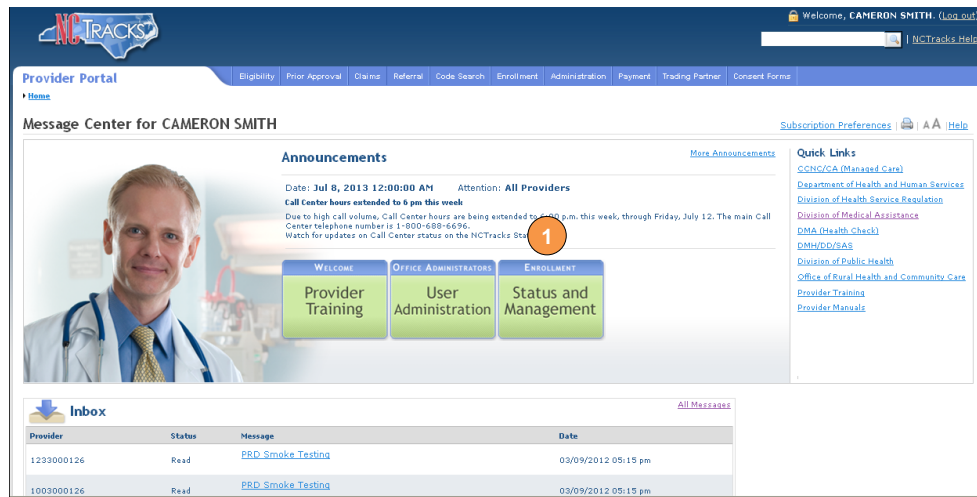 NCTRACKS
Welcome, CAMERON SMITH. (Log out)
| NCTracks Help
Provider Portal
Eligibility Prior Approval Claims Referral Code Search Enrollment Administration Payment Trading Partner Consent Forms
Home
Message Center for CAMERON SMITH
Subscription Preferences | | A A | Help
Announcements
More Announcements
Date: Jul 8, 2013 12:00:00 AM Attention: All Providers
Call Center hours extended to 6 pm this week
Due to high call volume, Call Center hours are being extended to 6:00 p.m. this week, through Friday, July 12. The main Call
Center telephone number is 1-800-688-6696.
Watch for updates on Call Center status on the NCTracks
1
WELCOME
Provider
Training
OFFICE ADMINISTRATORS
User
Administration
ENROLLMENT
Status and
Management
Quick Links
CCNC/CA (Managed Care)
Department of Health and Human Services
Division of Health Service Regulation
Division of Medical Assistance
DMA (Health Check)
DMH/DD/SAS
Division of Public Health
Office of Rural Health and Community Care
Provider Training
Provider Manuals
Inbox
All Messages
Provider Status Message Date
1233000126 Read PRD Smoke Testing 03/09/2012 05:15 pm
1003000126 Read PRD Smoke Testing 03/09/2012 05:15 pm